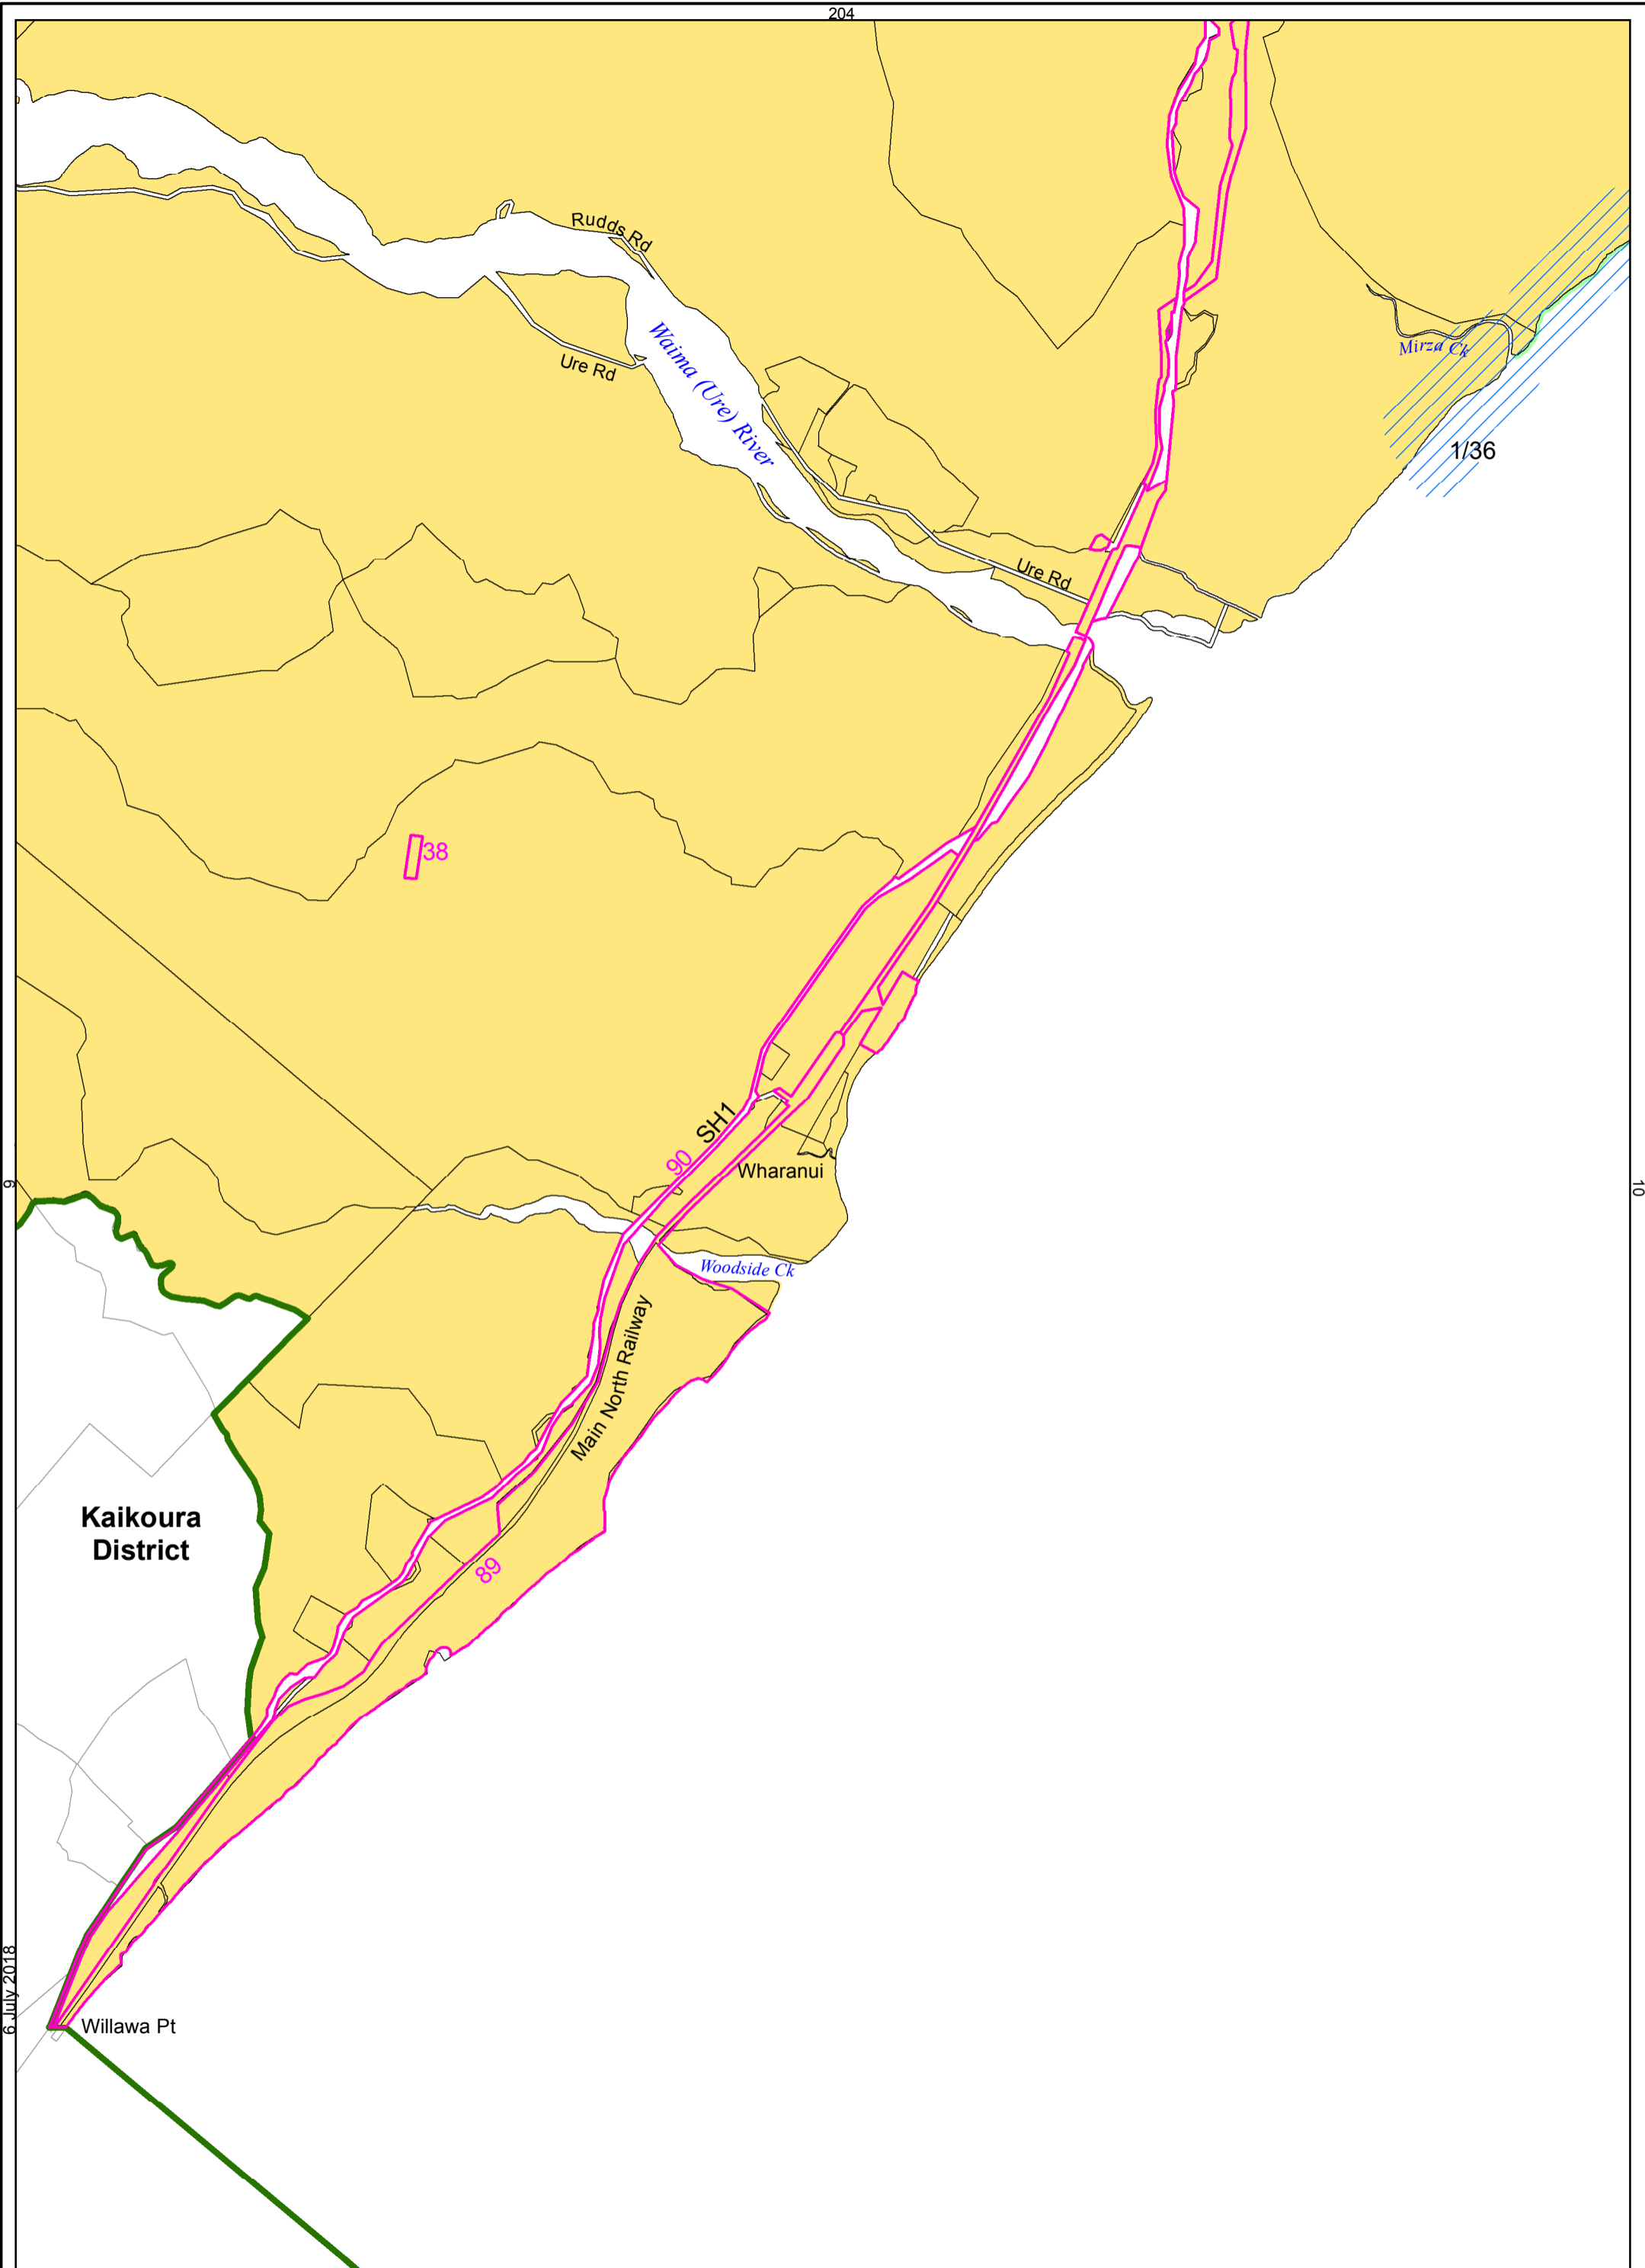 204
Rudds Rd
Ure Rd
Waima (Ure) River
Mirza Ck
1/36
Ure Rd
38
SH1
90
Wharanui
9
10
Woodside Ck
Main North Railway
Kaikoura
District
89
6 July 2018
Willawa Pt